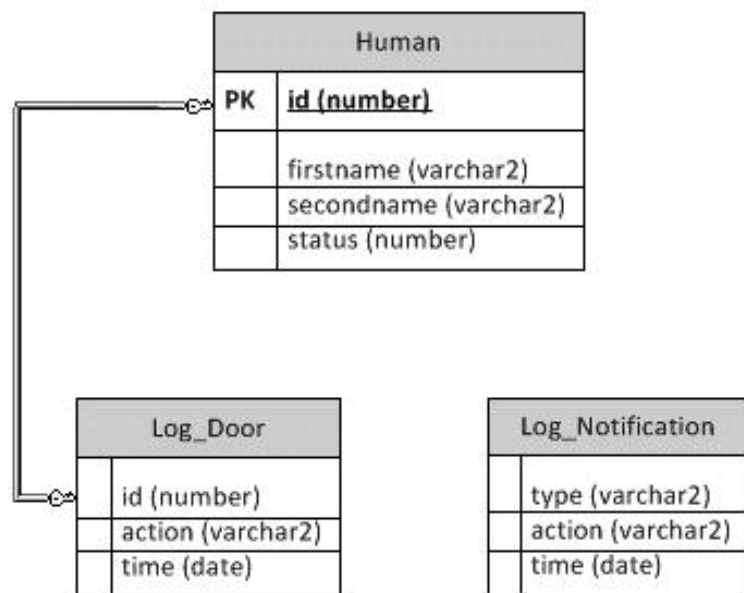 Human
PK id (number)
firstname (varchar2)
secondname (varchar2)
status (number)
Log_Door
id (number)
action (varchar2)
time (date)
Log_Notification
type (varchar2)
action (varchar2)
time (date)